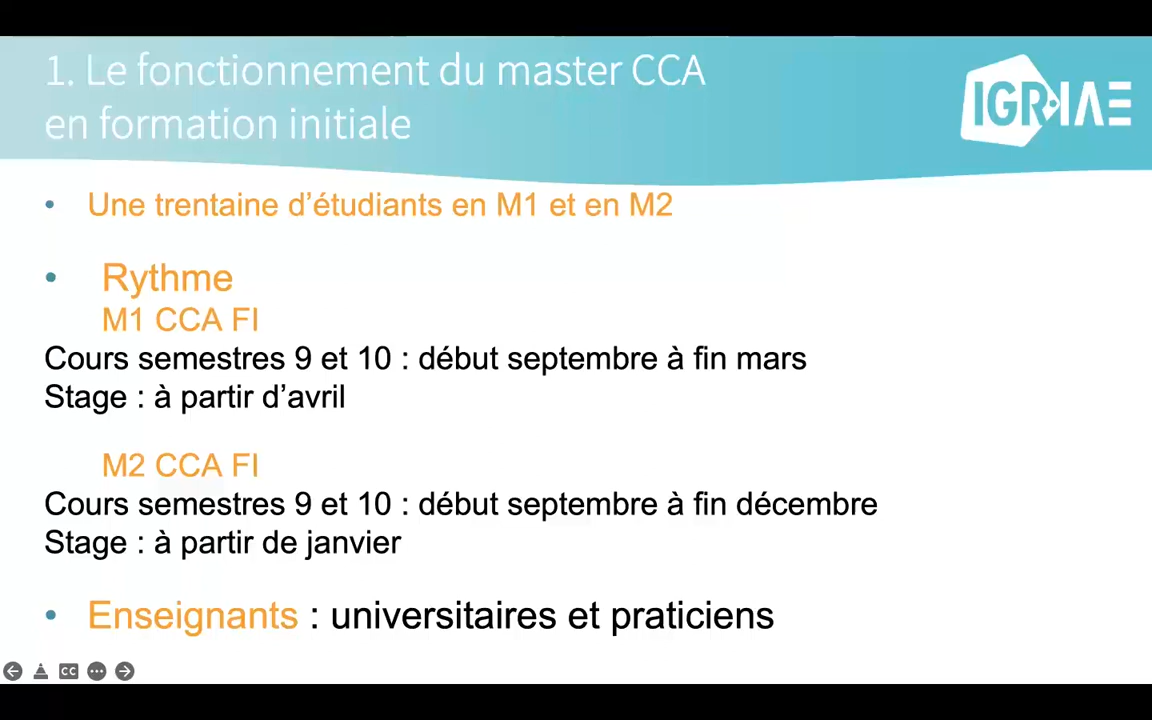 1. Le fonctionnement du master CCA
en formation initiale
IGR-IAE
• Une trentaine d’étudiants en M1 et en M2
• Rythme
M1 CCA FI
Cours semestres 9 et 10 : début septembre à fin mars
Stage : à partir d’avril
M2 CCA FI
Cours semestres 9 et 10 : début septembre à fin décembre
Stage : à partir de janvier
• Enseignants : universitaires et praticiens
CC